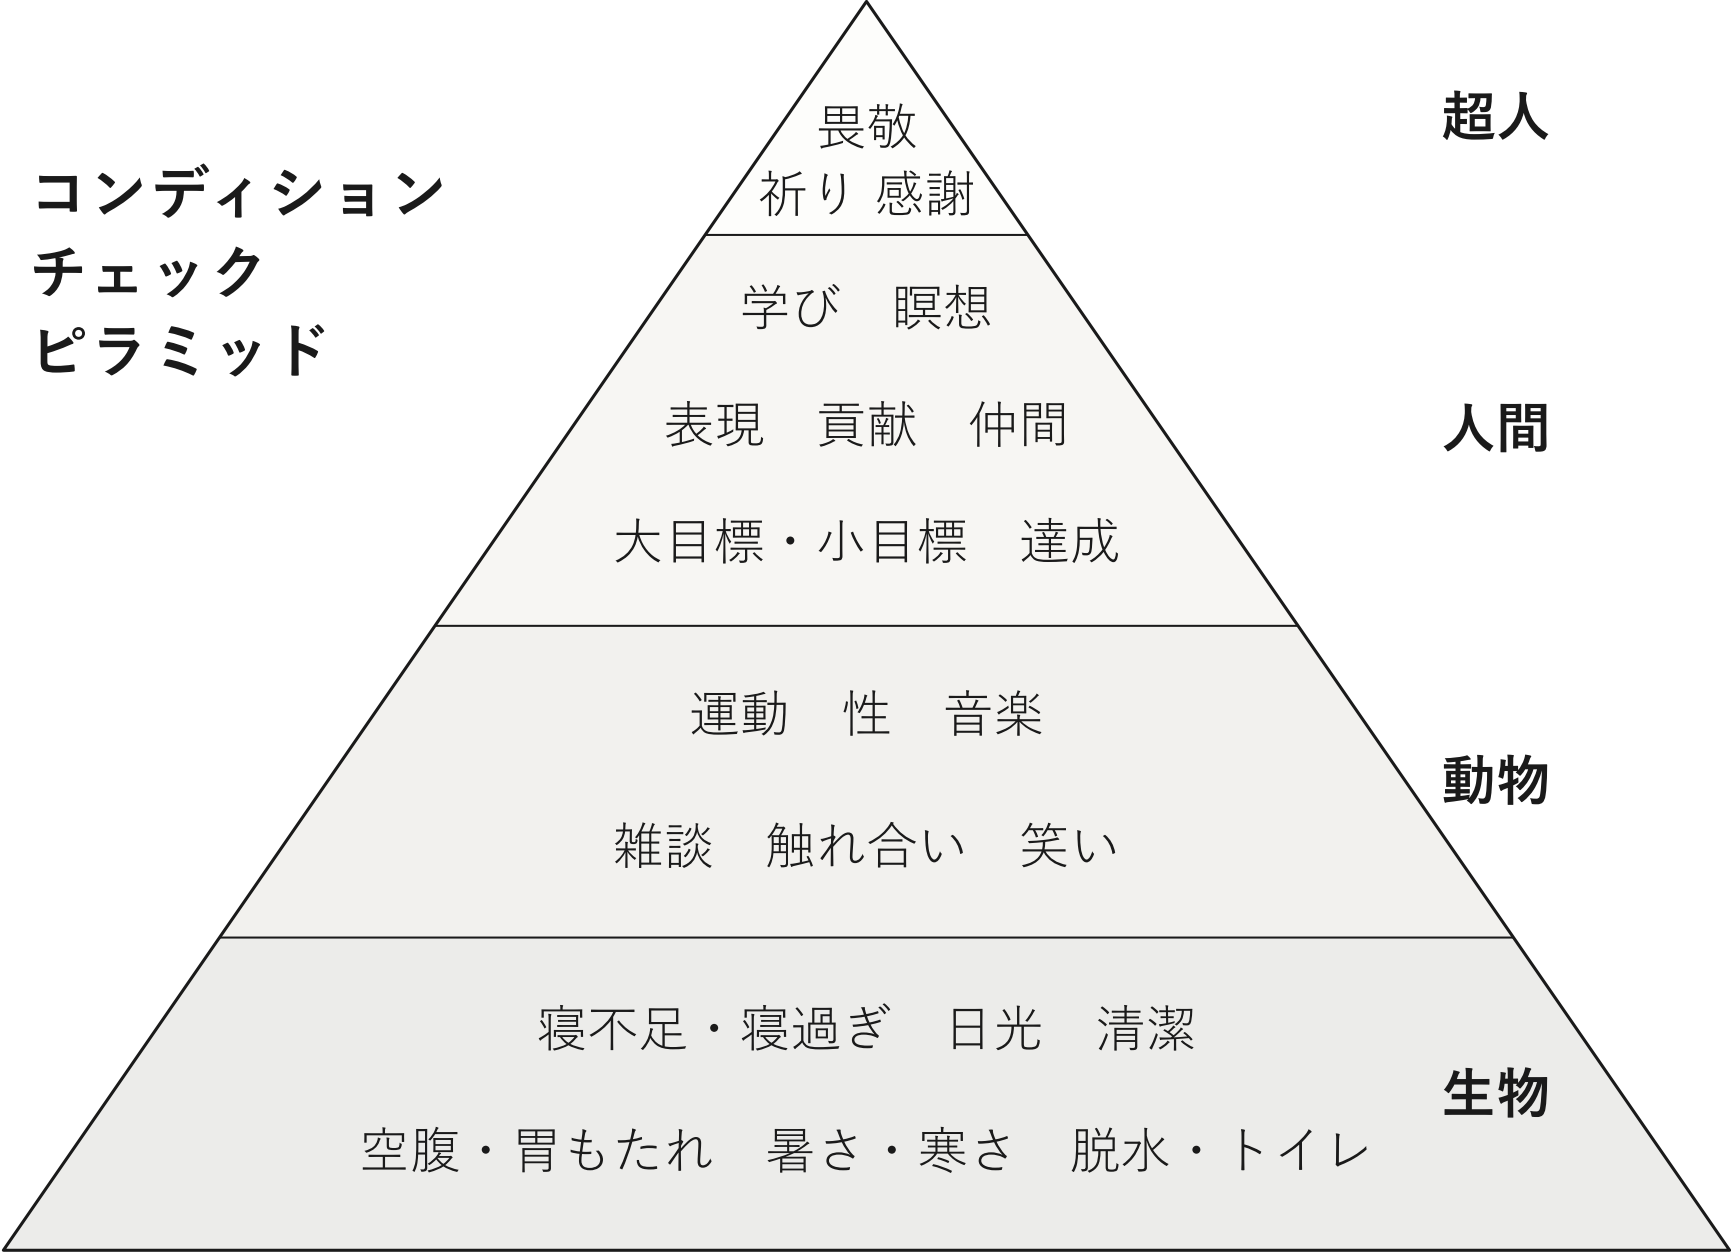 コンディション
チェック
ピラミッド
超人
畏敬
祈り 感謝
人間
学び　瞑想
表現　貢献　仲間
大目標・小目標　達成
動物
運動　性　音楽
雑談　触れ合い　笑い
生物
寝不足・寝過ぎ　日光　清潔
空腹・胃もたれ　暑さ・寒さ　脱水・トイレ